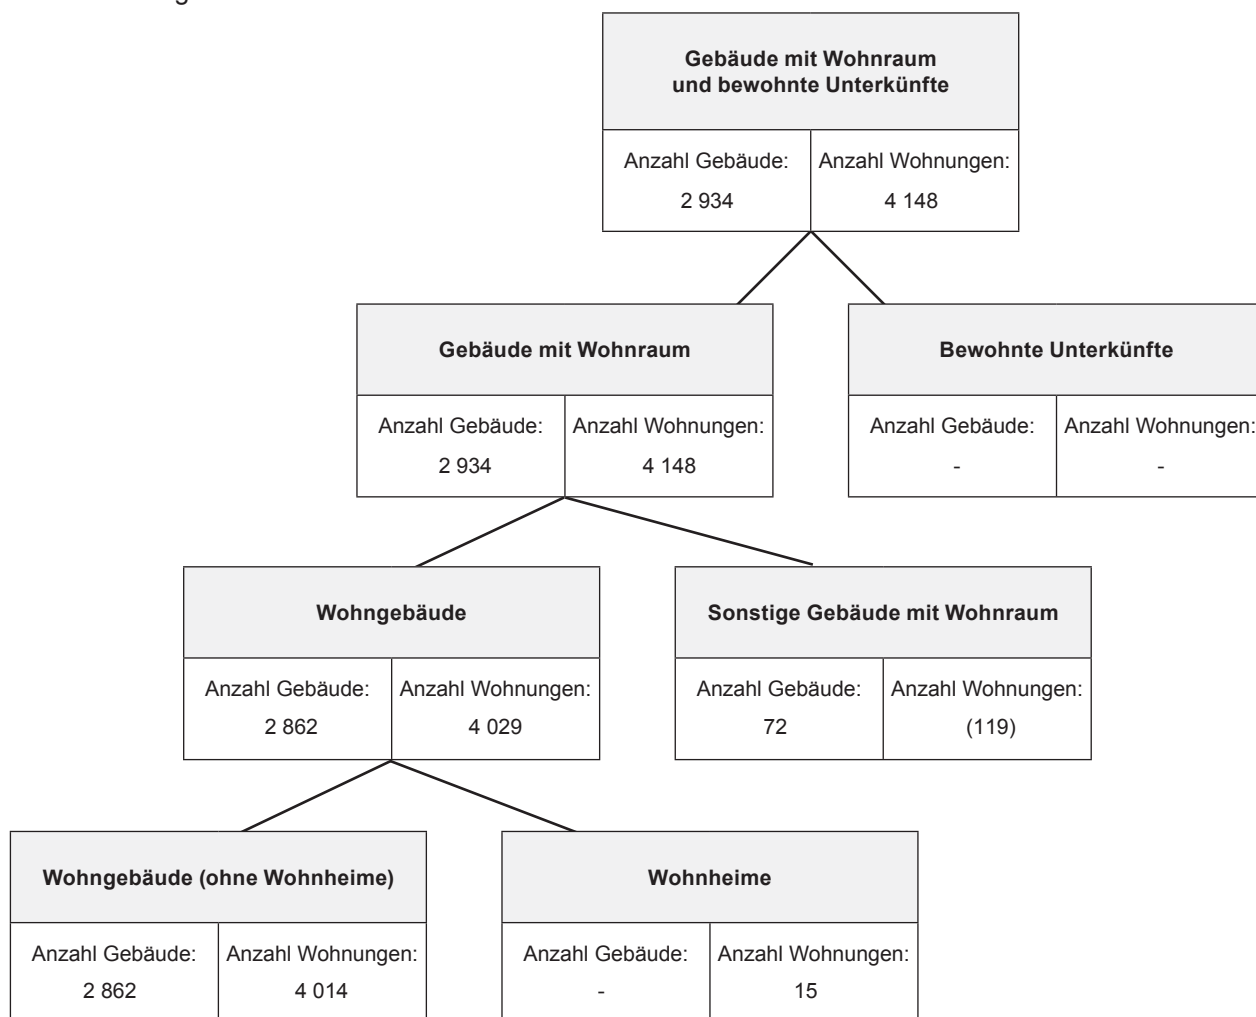 Gebäude mit Wohnraum
und bewohnte Unterkünfte
Anzahl Gebäude: Anzahl Wohnungen:
2 934 4 148
Gebäude mit Wohnraum
Anzahl Gebäude: Anzahl Wohnungen:
2 934 4 148
Bewohnte Unterkünfte
Anzahl Gebäude: Anzahl Wohnungen:
- -
Wohngebäude
Anzahl Gebäude: Anzahl Wohnungen:
2 862 4 029
Sonstige Gebäude mit Wohnraum
Anzahl Gebäude: Anzahl Wohnungen:
72 (119)
Wohngebäude (ohne Wohnheime)
Anzahl Gebäude: Anzahl Wohnungen:
2 862 4 014
Wohnheime
Anzahl Gebäude: Anzahl Wohnungen:
- 15